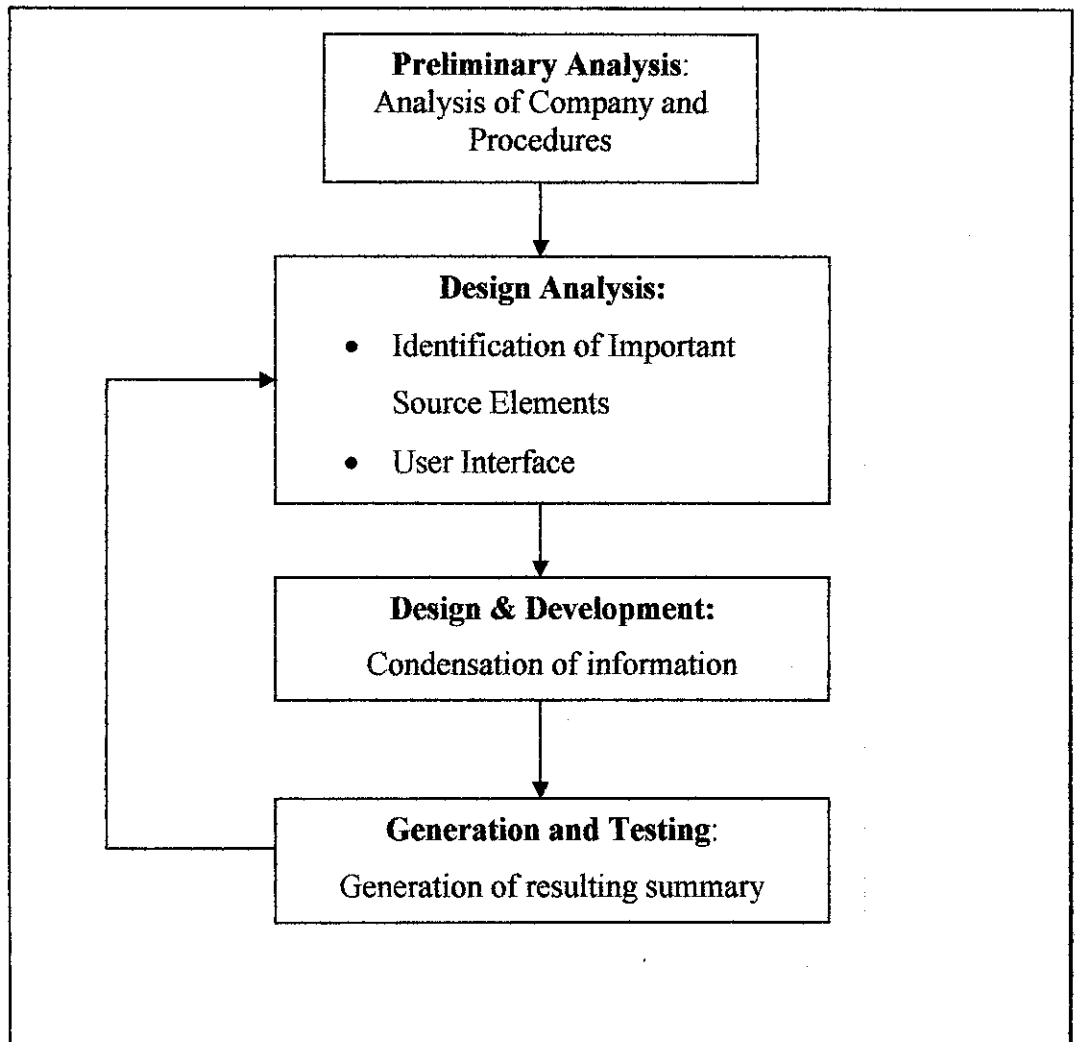 Preliminary Analysis:
Analysis of Company and
Procedures
Design Analysis:
• Identification of Important
Source Elements
• User Interface
Design & Development:
Condensation of information
Generation and Testing:
Generation of resulting summary